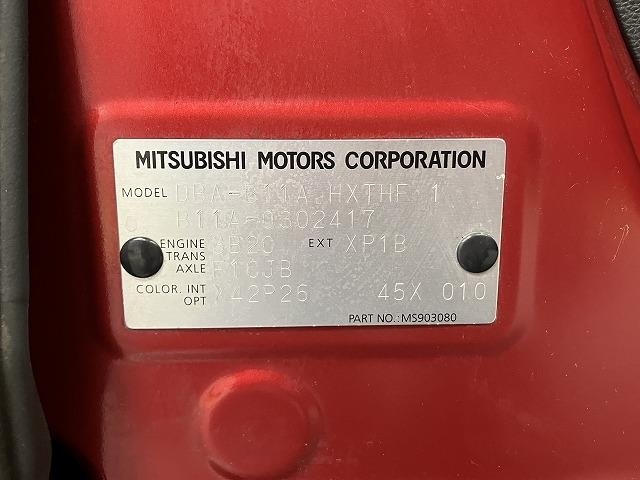 MITSUBISHI MOTORS CORPORATION
MODEL DBA-B11A HXTHF 1
B11A-0302417
ENGINE 3B20 EXT XP1B
TRANS
AXLE F1CJB
COLOR. INT
OPT X42P26 45X 010
PART NO.:MS903080